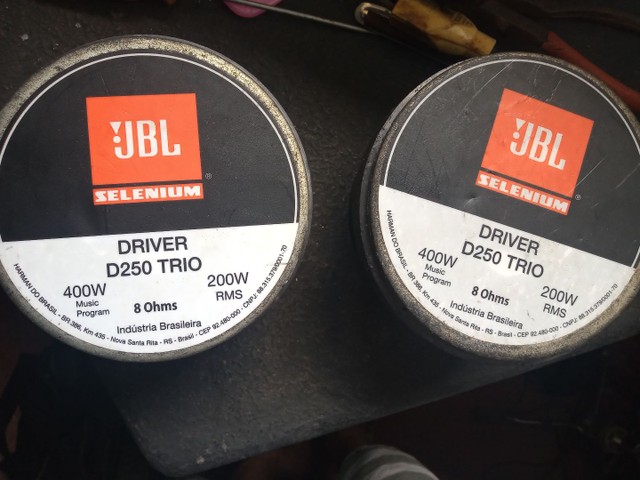 JBL
SELENIUM®
DRIVER
D250 TRIO
400W
Music
Program
8 Ohms
200W
RMS
Indústria Brasileira
HARMAN DO BRASIL - BR 386, Km 435 - Nova Santa Rita - RS - Brasil - CEP 92.480-000 - CNPJ: 88.315.379/0001-70
JBL
SELENIUM®
DRIVER
D250 TRIO
400W
Music
Program
8 Ohms
200W
RMS
Indústria Brasileira
HARMAN DO BRASIL - BR 386, Km 435 - Nova Santa Rita - RS - Brasil - CEP 92.480-000 - CNPJ: 88.315.379/0001-70